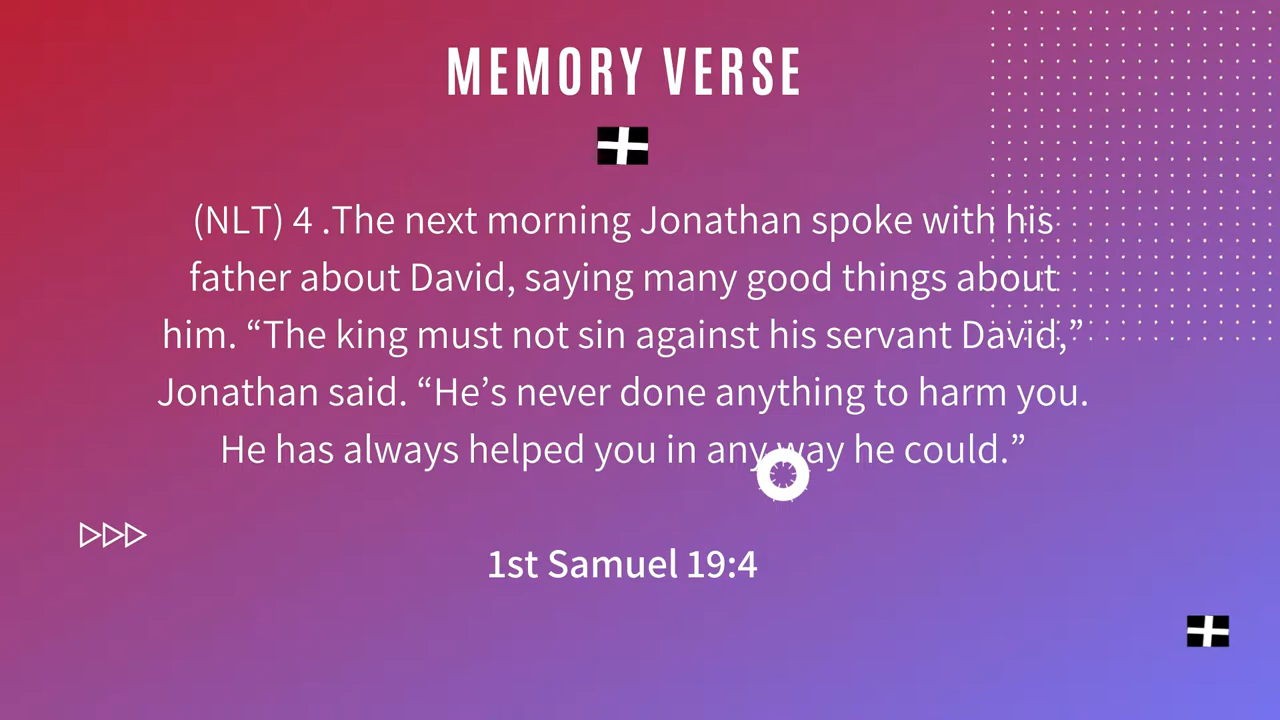 MEMORY VERSE
(NLT) 4 .The next morning Jonathan spoke with his
father about David, saying many good things about
him. “The king must not sin against his servant David,”
Jonathan said. “He’s never done anything to harm you.
He has always helped you in any way he could.”
1st Samuel 19:4